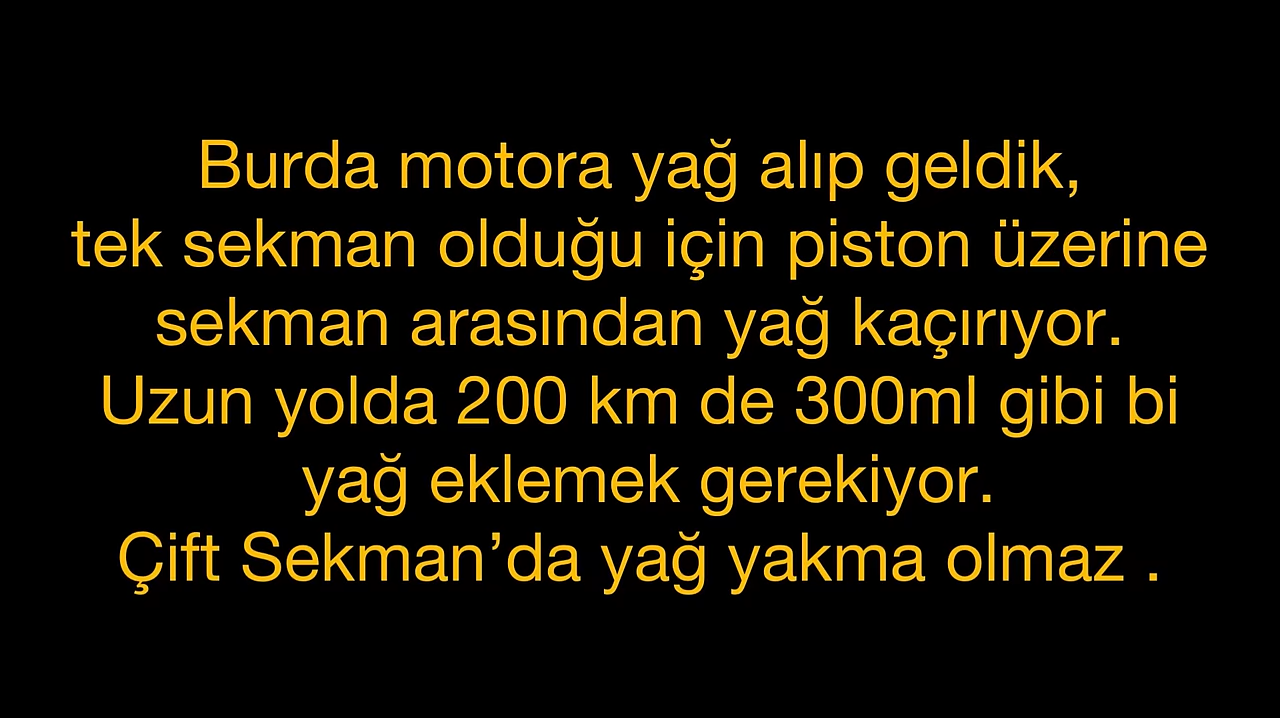 Burda motora yağ alıp geldik,
tek sekman olduğu için piston üzerine
sekman arasından yağ kaçırıyor.
Uzun yolda 200 km de 300ml gibi bi
yağ eklemek gerekiyor.
Çift Sekman’da yağ yakma olmaz .